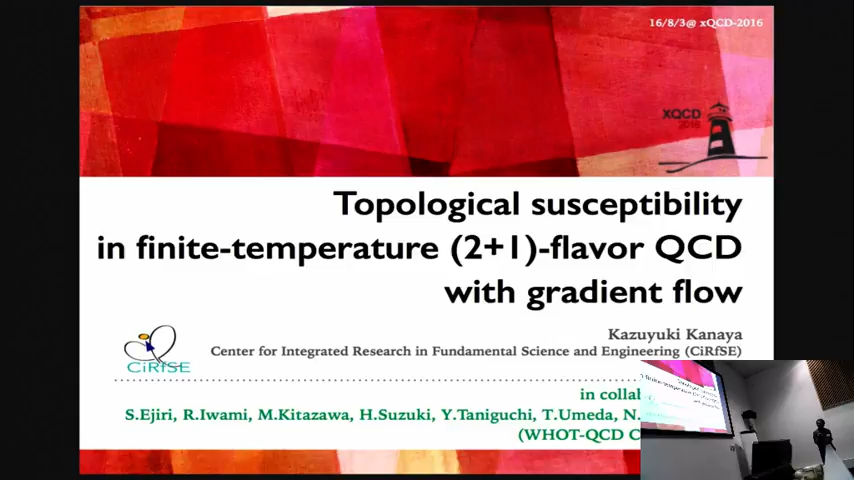 16/8/3@ xQCD-2016
XQCD
2016
Topological susceptibility
in finite-temperature (2+1)-flavor QCD
with gradient flow
Kazuyuki Kanaya
Center for Integrated Research in Fundamental Science and Engineering (CiRfSE)
CiRfSE
in
S.Ejiri, R.Iwami, M.Kitazawa, H.Suzuki, Y.Taniguchi, T.Umeda, N.
(WHOT-QCD